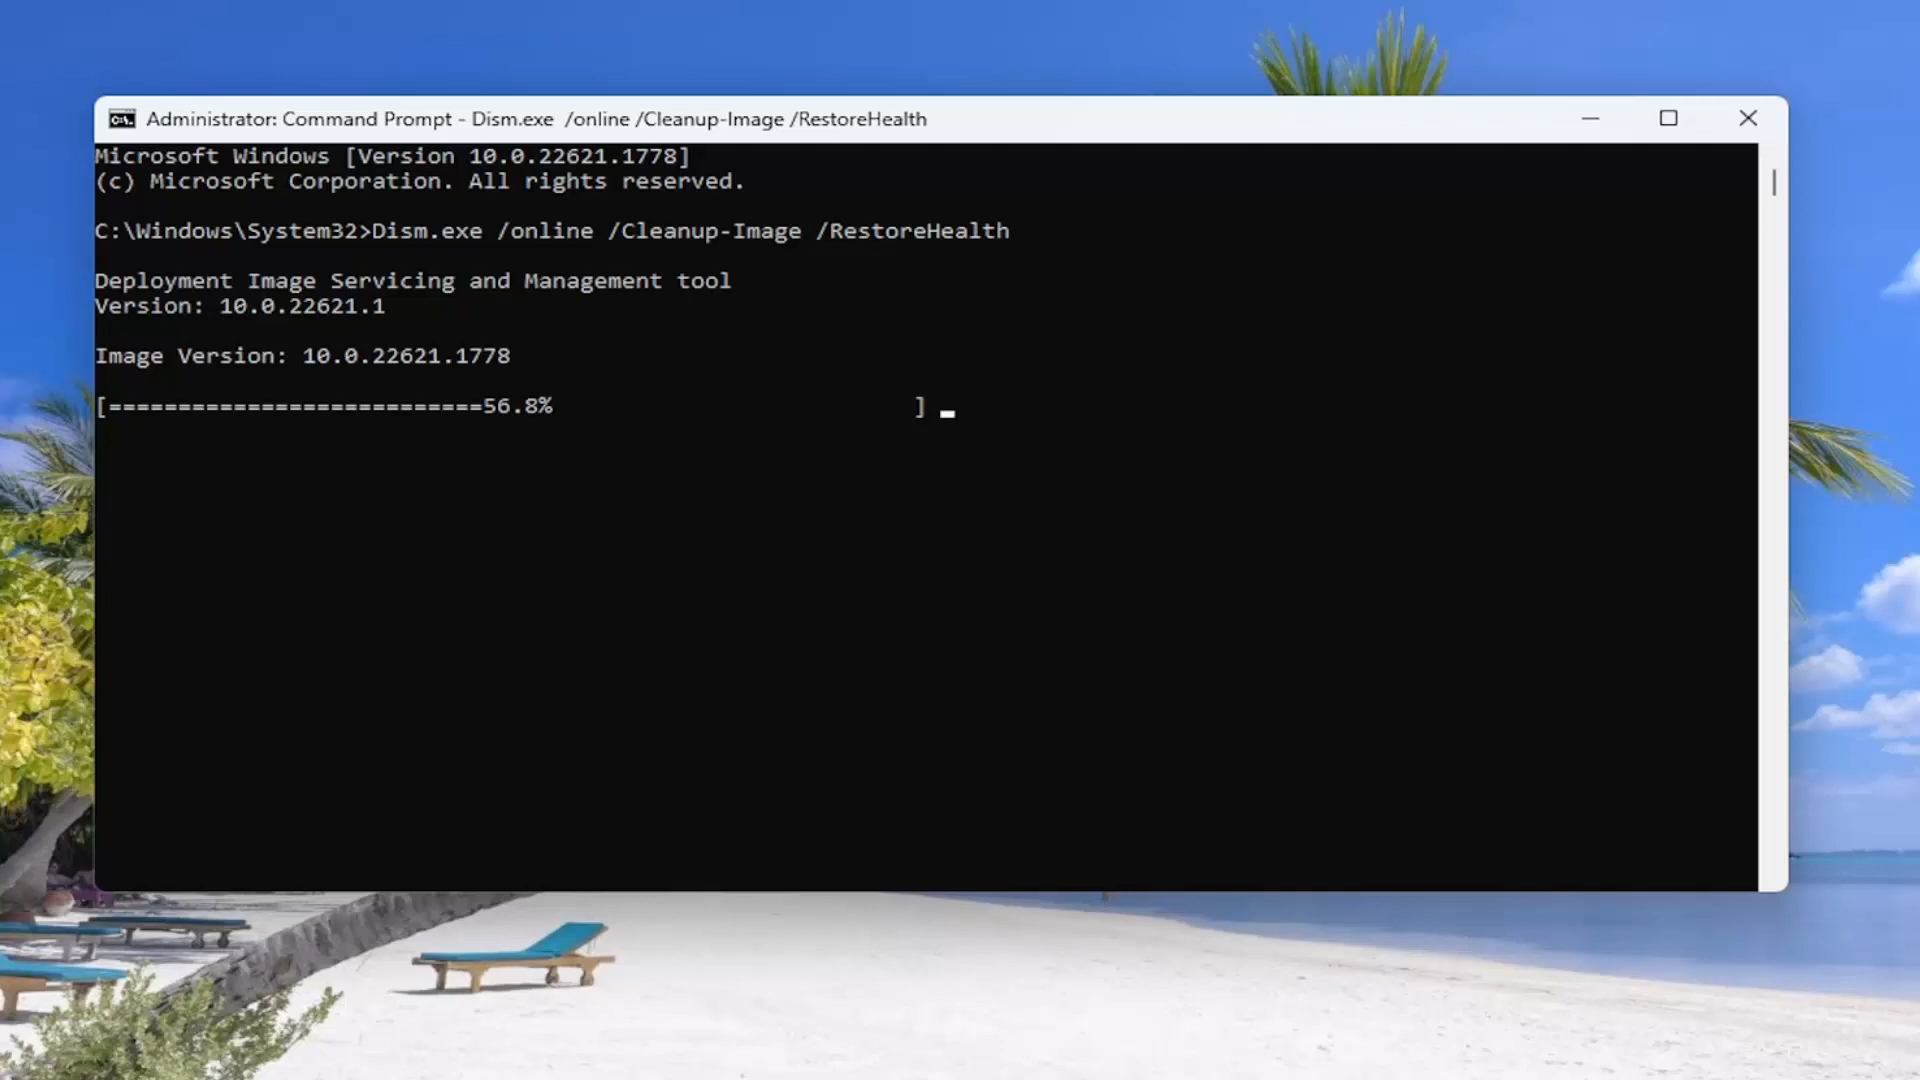 Administrator: Command Prompt - Dism.exe  /online /Cleanup-Image /RestoreHealth
Microsoft Windows [Version 10.0.22621.1778]
(c) Microsoft Corporation. All rights reserved.
C:\Windows\System32>Dism.exe /online /Cleanup-Image /RestoreHealth
Deployment Image Servicing and Management tool
Version: 10.0.22621.1
Image Version: 10.0.22621.1778
[===========================56.8%                          ]